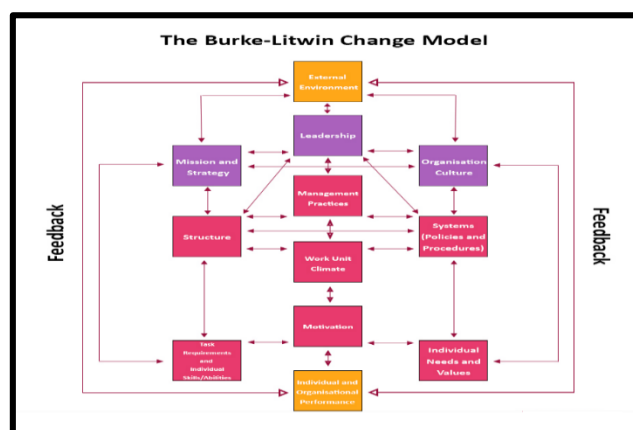 The Burke-Litwin Change Model
External
Environment
Leadership
Mission and
Strategy
Organisation
Culture
Management
Practices
Structure
Systems
(Policies and
Procedures)
Feedback
Feedback
Work Unit
Climate
Motivation
Task
Requirements
and
Individual
Skills/Abilities
Individual
Needs and
Values
Individual and
Organisational
Performance